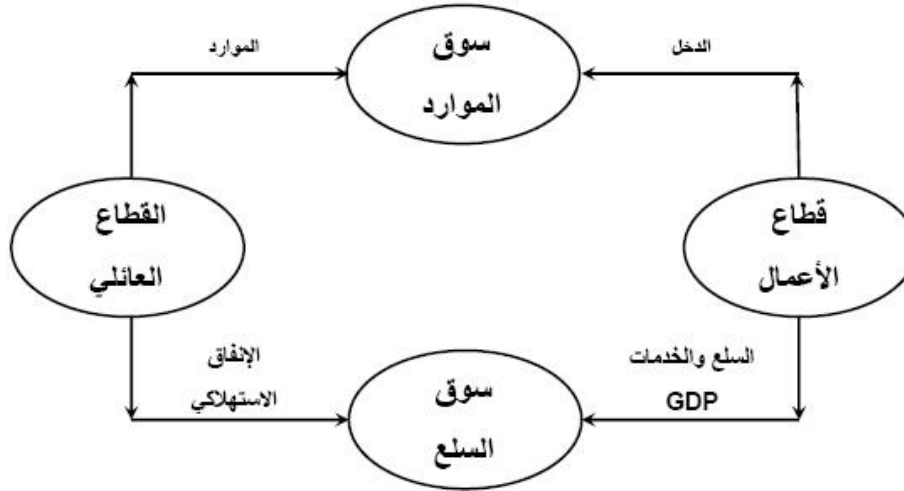 سوق
الموارد
الموارد
الدخل
القطاع
العائلي
قطاع
الأعمال
الإنفاق
الاستهلاكي
السلع والخدمات
GDP
سوق
السلع